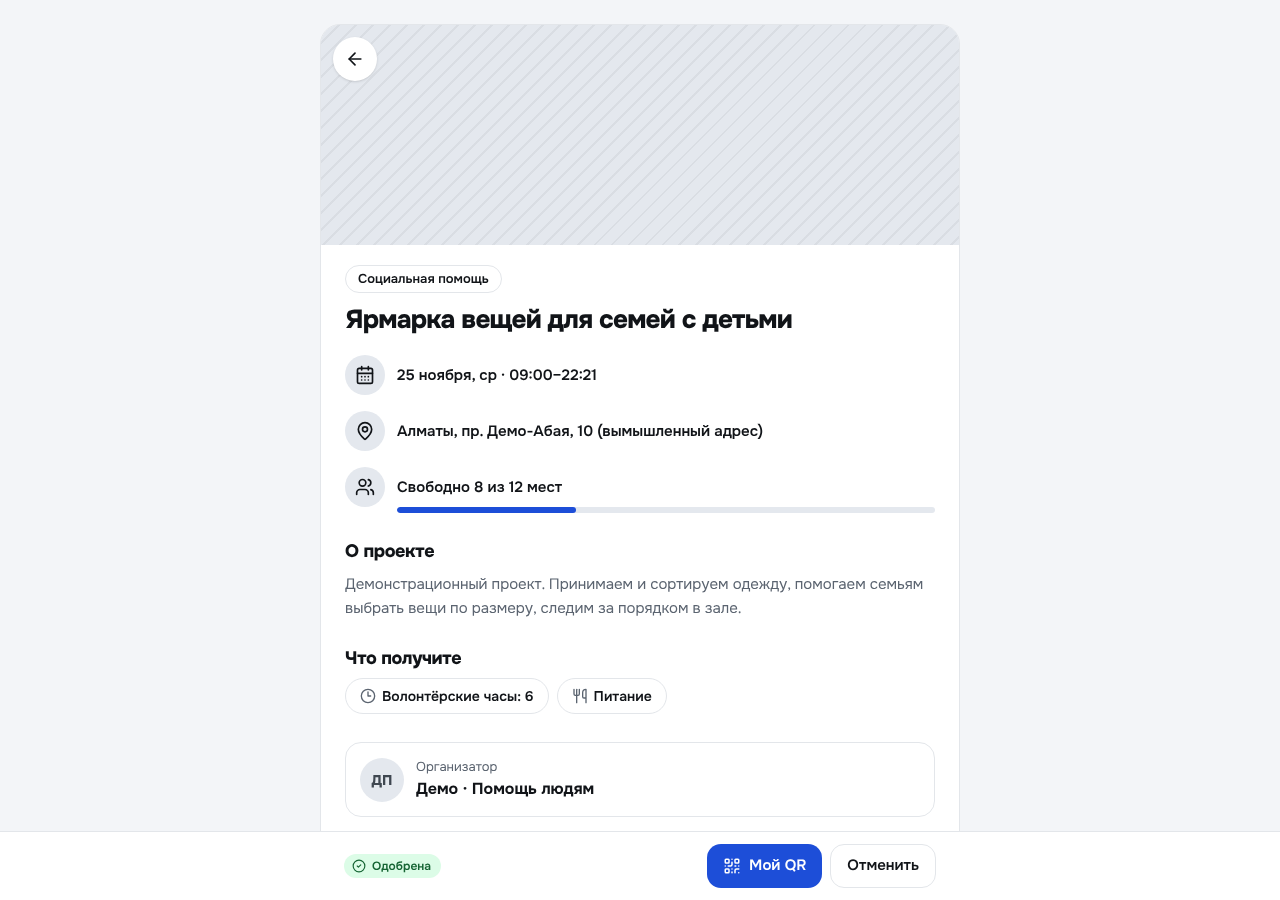 Социальная помощь
Ярмарка вещей для семей с детьми
25 ноября, ср · 09:00–22:21
Алматы, пр. Демо-Абая, 10 (вымышленный адрес)
Свободно 8 из 12 мест
О проекте
Демонстрационный проект. Принимаем и сортируем одежду, помогаем семьям
выбрать вещи по размеру, следим за порядком в зале.
Что получите
Волонтёрские часы: 6
Питание
ДП
Организатор
Демо · Помощь людям
Одобрена
Мой QR
Отменить